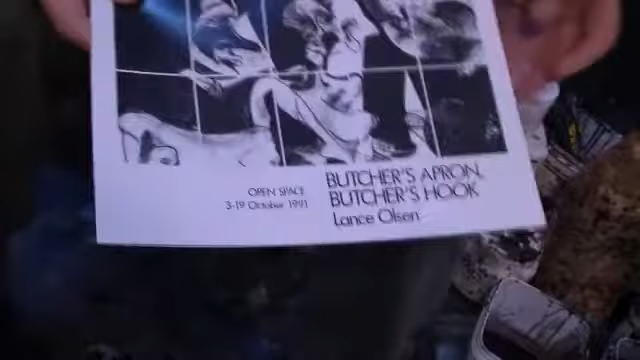 OPEN SPACE
3-19 October 1991
BUTCHER'S APRON,
BUTCHER'S HOOK
Lance Olsen